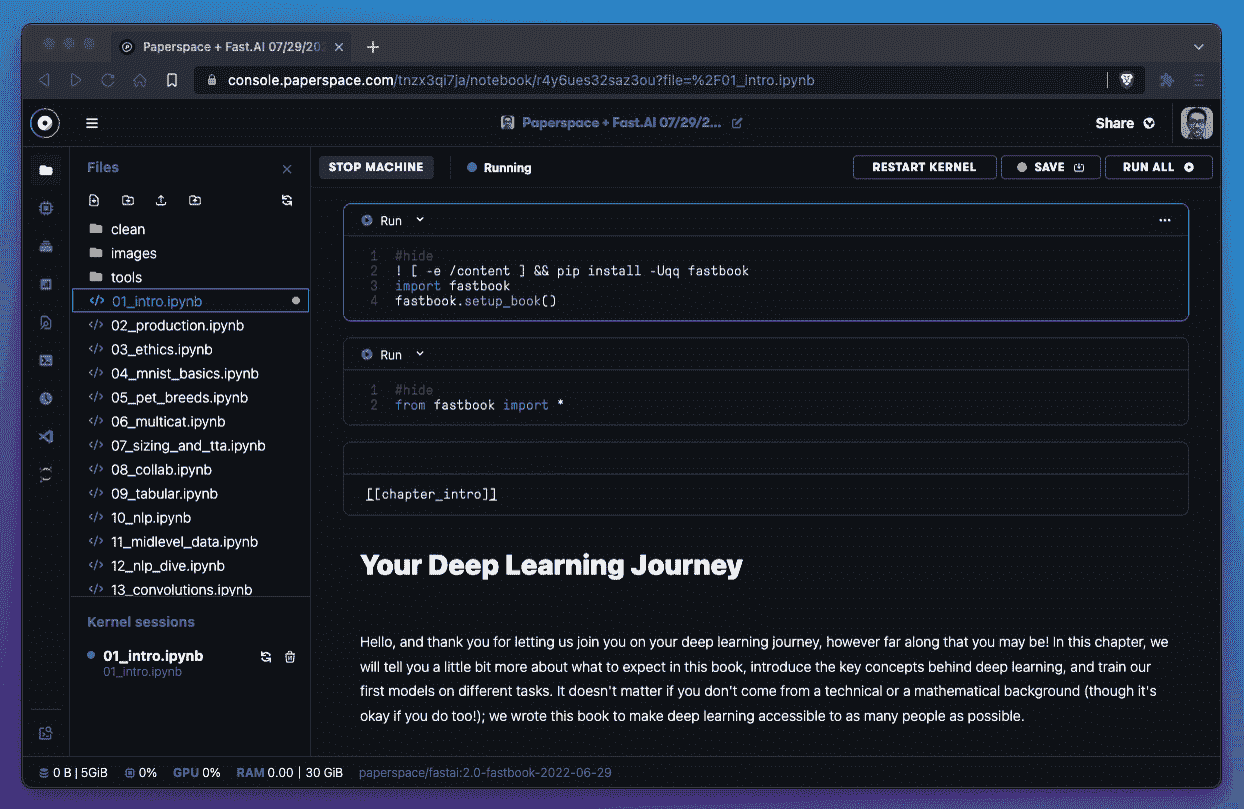 Paperspace + Fast.AI 07/29/202
console.paperspace.com/tnzx3qi7ja/notebook/r4y6ues32saz3ou?file=%2F01_intro.ipynb
Paperspace + Fast.AI 07/29/2...
Share
Files
STOP MACHINE
Running
RESTART KERNEL
SAVE
RUN ALL
clean
images
tools
01_intro.ipynb
02_production.ipynb
03_ethics.ipynb
04_mnist_basics.ipynb
05_pet_breeds.ipynb
06_multicat.ipynb
07_sizing_and_tta.ipynb
08_collab.ipynb
09_tabular.ipynb
10_nlp.ipynb
11_midlevel_data.ipynb
12_nlp_dive.ipynb
13_convolutions.ipynb
Kernel sessions
01_intro.ipynb
01_intro.ipynb
Run
1 #hide
2 ! [ -e /content ] && pip install -Uqq fastbook
3 import fastbook
4 fastbook.setup_book()
Run
1 #hide
2 from fastbook import *
[[chapter_intro]]
Your Deep Learning Journey
Hello, and thank you for letting us join you on your deep learning journey, however far along that you may be! In this chapter, we
will tell you a little bit more about what to expect in this book, introduce the key concepts behind deep learning, and train our
first models on different tasks. It doesn't matter if you don't come from a technical or a mathematical background (though it's
okay if you do too!); we wrote this book to make deep learning accessible to as many people as possible.
0 B | 5GiB 0% GPU 0% RAM 0.00 | 30 GiB paperspace/fastai:2.0-fastbook-2022-06-29